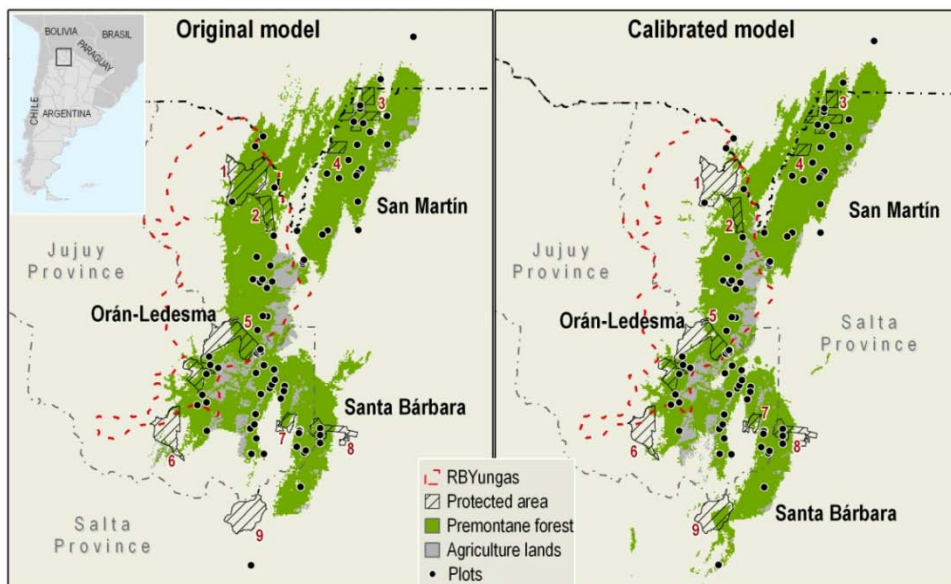 BOLIVIA
BRASIL
PARAGUAY
CHILE
ARGENTINA
Original model
3
4
1
2
San Martín
Jujuy
Province
Orán-Ledesma
5
Santa Bárbara
7
8
6
Salta
Province
9
Calibrated model
3
4
1
2
San Martín
Jujuy
Province
Orán-Ledesma
5
Salta
Province
7
8
6
Santa Bárbara
9
RBYungas
Protected area
Premontane forest
Agriculture lands
Plots